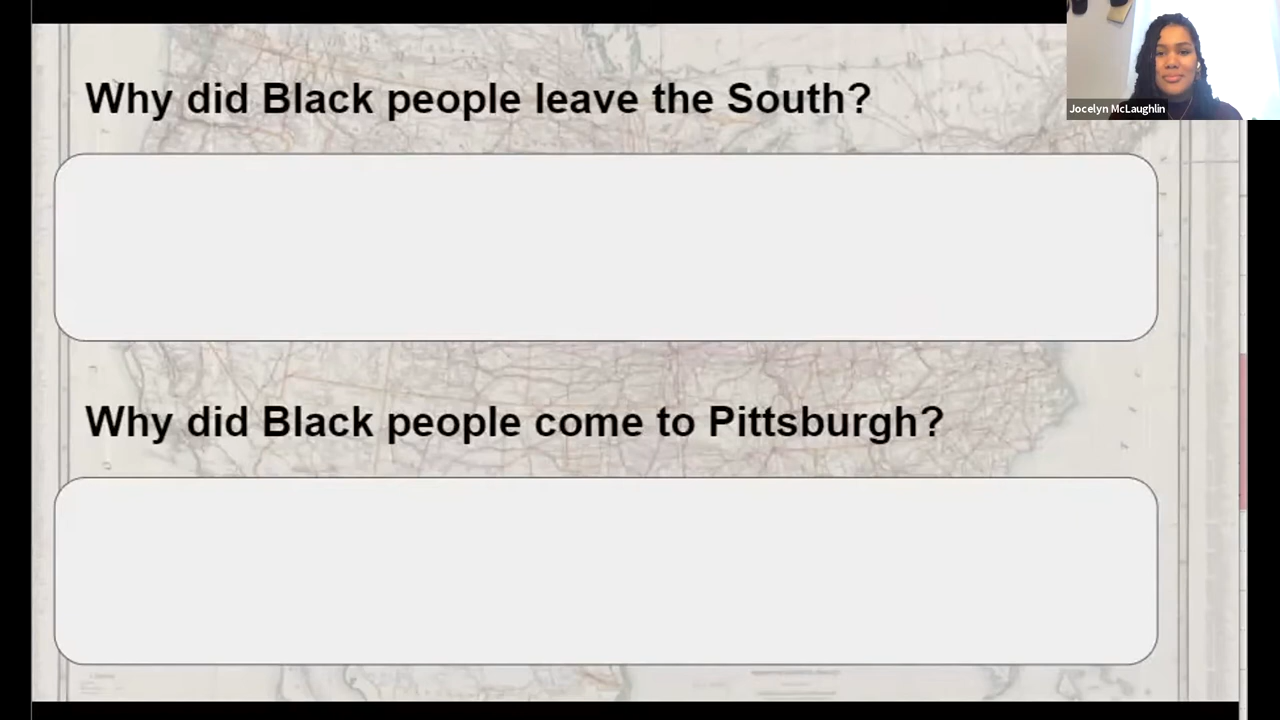 Why did Black people leave the South?
Jocelyn McLaughlin
Why did Black people come to Pittsburgh?